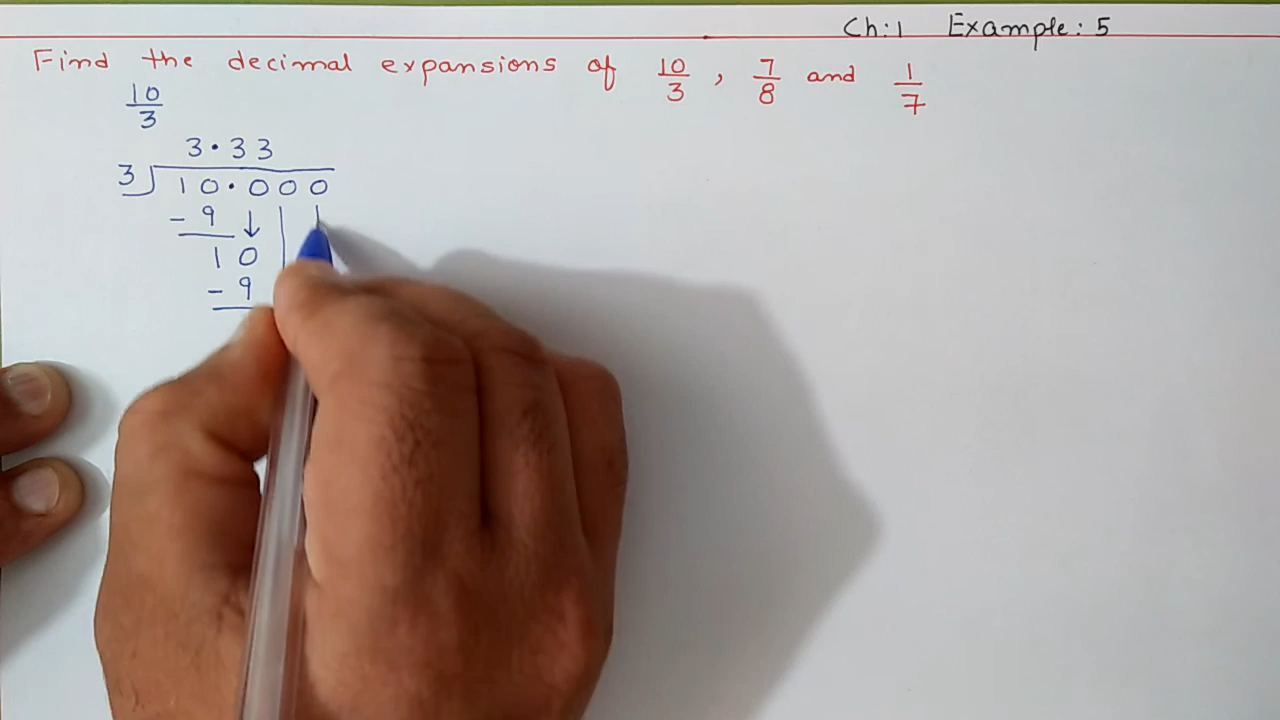 Ch:1 Example: 5
Find the decimal expansions of 10/3 , 7/8 and 1/7
10/3
3.33
3 10.000
- 9 ↓
10
- 9